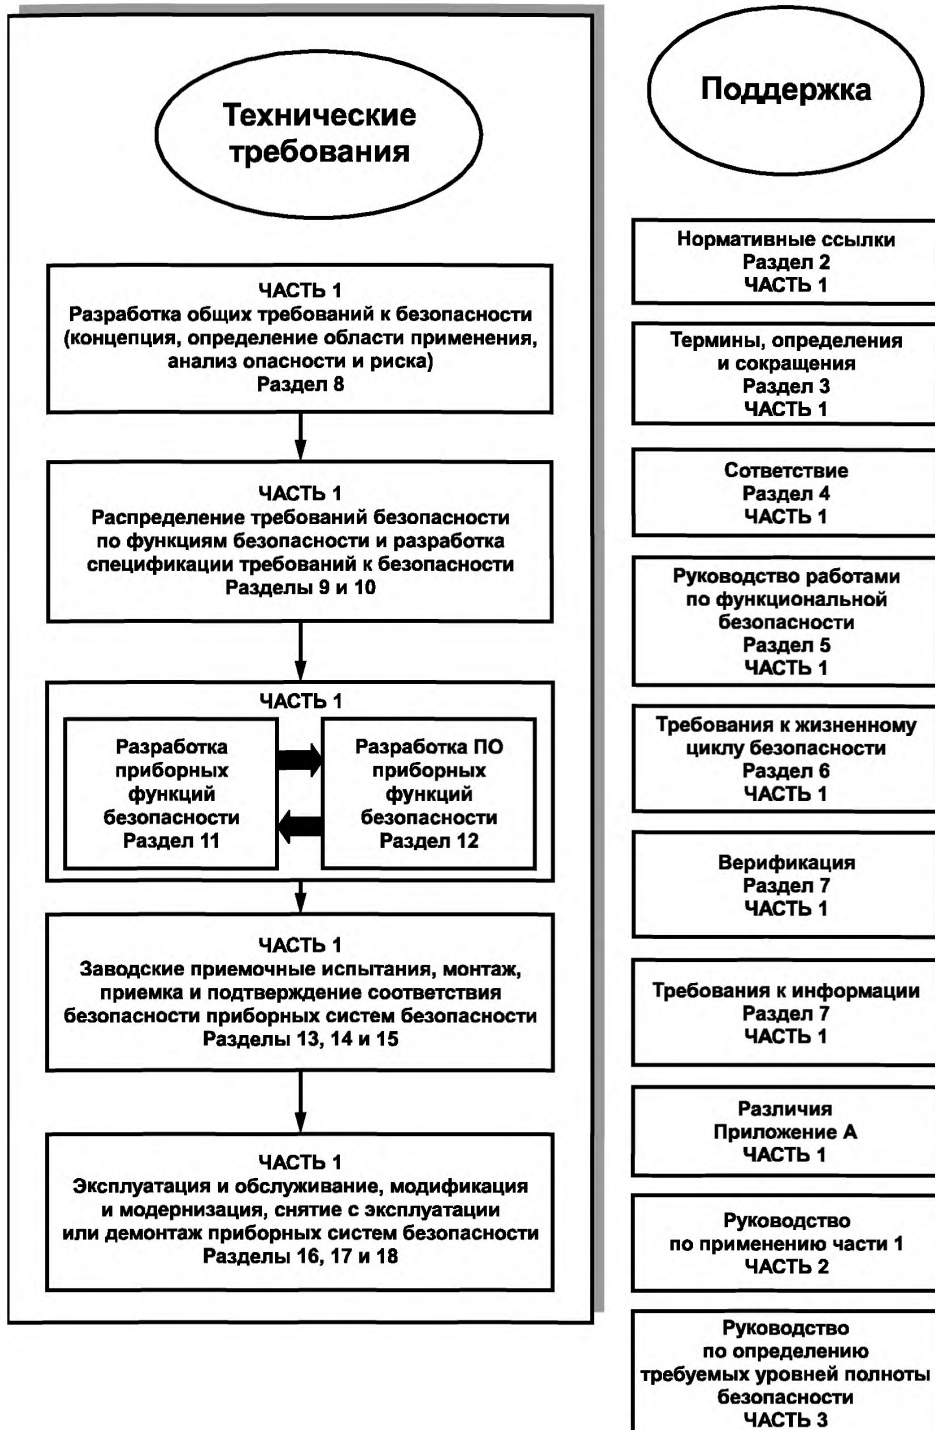 Технические
требования
ЧАСТЬ 1
Разработка общих требований к безопасности
(концепция, определение области применения,
анализ опасности и риска)
Раздел 8
ЧАСТЬ 1
Распределение требований безопасности
по функциям безопасности и разработка
спецификации требований к безопасности
Разделы 9 и 10
ЧАСТЬ 1
Разработка
приборных
функций
безопасности
Раздел 11
Разработка ПО
приборных
функций
безопасности
Раздел 12
ЧАСТЬ 1
Заводские приемочные испытания, монтаж,
приемка и подтверждение соответствия
безопасности приборных систем безопасности
Разделы 13, 14 и 15
ЧАСТЬ 1
Эксплуатация и обслуживание, модификация
и модернизация, снятие с эксплуатации
или демонтаж приборных систем безопасности
Разделы 16, 17 и 18
Поддержка
Нормативные ссылки
Раздел 2
ЧАСТЬ 1
Термины, определения
и сокращения
Раздел 3
ЧАСТЬ 1
Сответствие
Раздел 4
ЧАСТЬ 1
Руководство работами
по функциональной
безопасности
Раздел 5
ЧАСТЬ 1
Требования к жизненному
циклу безопасности
Раздел 6
ЧАСТЬ 1
Верификация
Раздел 7
ЧАСТЬ 1
Требования к информации
Раздел 7
ЧАСТЬ 1
Различия
Приложение А
ЧАСТЬ 1
Руководство
по применению части 1
ЧАСТЬ 2
Руководство
по определению
требуемых уровней полноты
безопасности
ЧАСТЬ 3